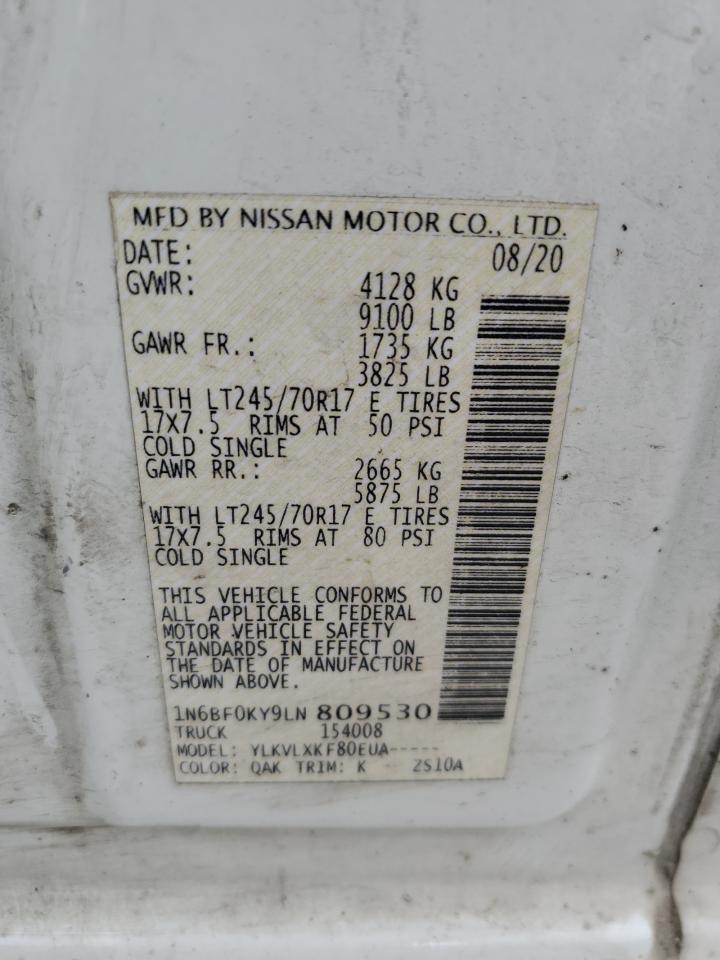 MFD BY NISSAN MOTOR CO., LTD.
DATE: 08/20
GVWR: 4128 KG
9100 LB
GAWR FR.: 1735 KG
3825 LB
WITH LT245/70R17 E TIRES
17X7.5 RIMS AT 50 PSI
COLD SINGLE
GAWR RR.: 2665 KG
5875 LB
WITH LT245/70R17 E TIRES
17X7.5 RIMS AT 80 PSI
COLD SINGLE
THIS VEHICLE CONFORMS TO
ALL APPLICABLE FEDERAL
MOTOR VEHICLE SAFETY
STANDARDS IN EFFECT ON
THE DATE OF MANUFACTURE
SHOWN ABOVE.
1N6BF0KY9LN 809530
TRUCK 154008
MODEL: YLKVLXKF80EUA-----
COLOR: QAK TRIM: K 2S10A